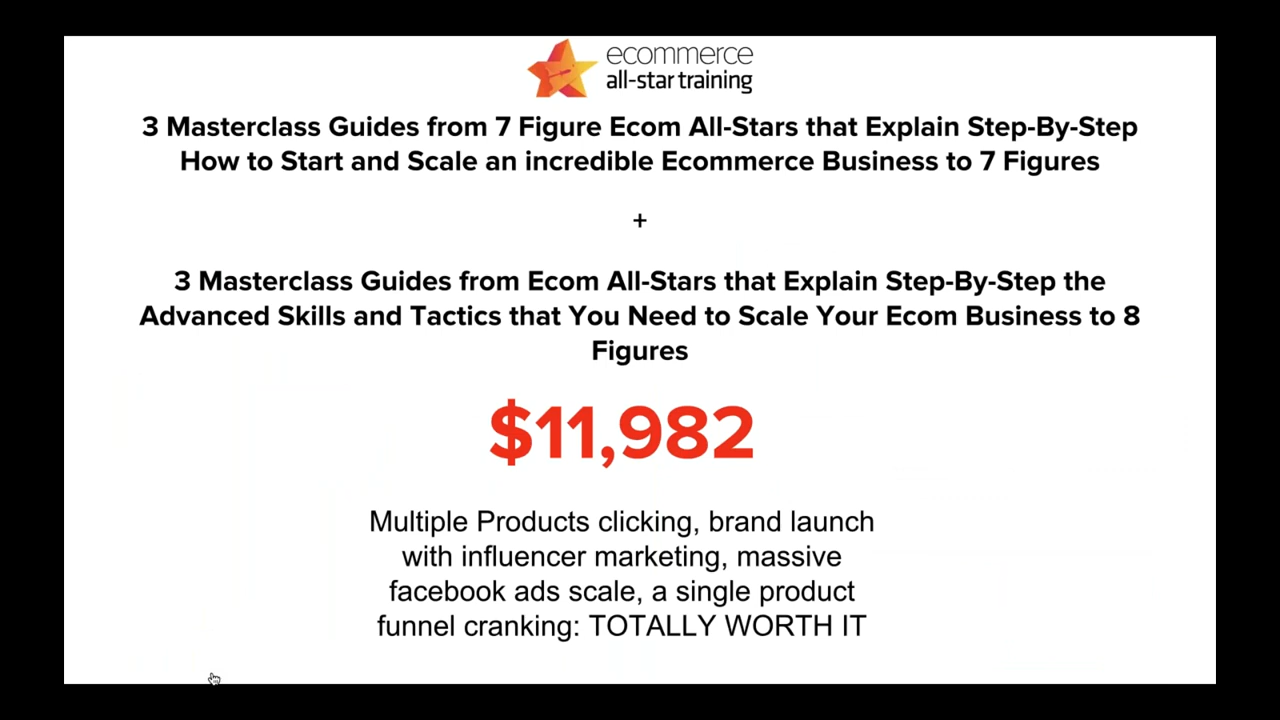 ecommerce
all-star training
3 Masterclass Guides from 7 Figure Ecom All-Stars that Explain Step-By-Step
How to Start and Scale an incredible Ecommerce Business to 7 Figures
+
3 Masterclass Guides from Ecom All-Stars that Explain Step-By-Step the
Advanced Skills and Tactics that You Need to Scale Your Ecom Business to 8
Figures
$11,982
Multiple Products clicking, brand launch
with influencer marketing, massive
facebook ads scale, a single product
funnel cranking: TOTALLY WORTH IT